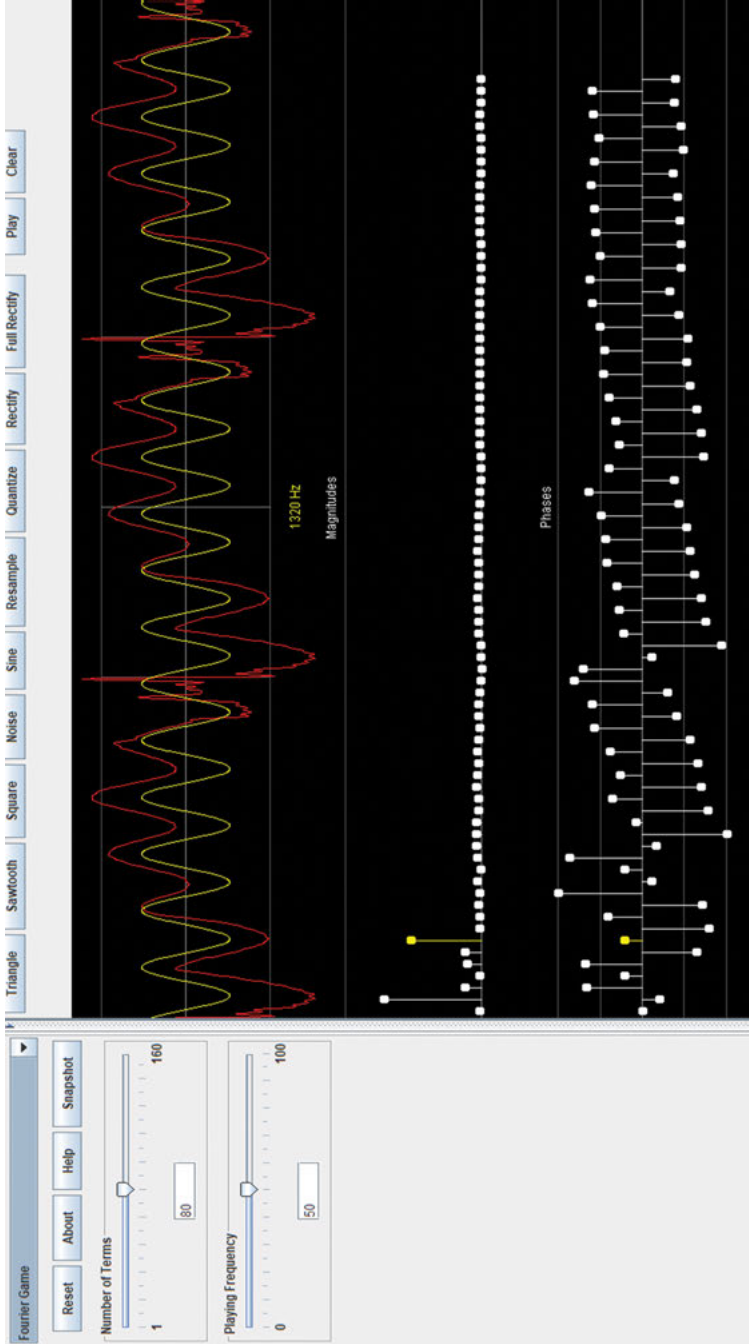 Fourier Game
Reset About Help Snapshot
Number of Terms
1 160
80
Playing Frequency
0 100
50
Triangle Sawtooth Square Noise Sine Resample Quantize Rectify Full Rectify Play Clear
1320 Hz
Magnitudes
Phases